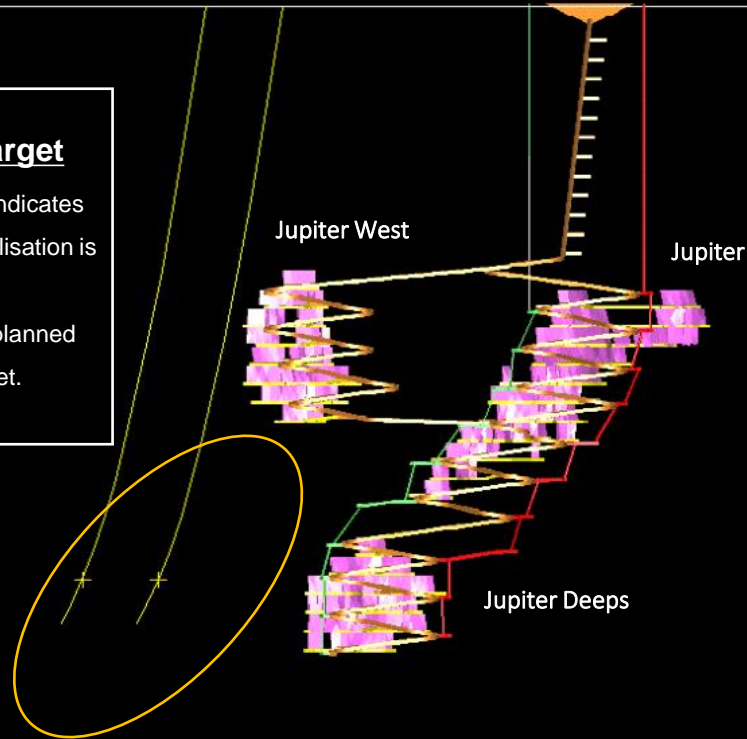 arget
ndicates
lisation is
planned
et.
Jupiter West
Jupiter
Jupiter Deeps